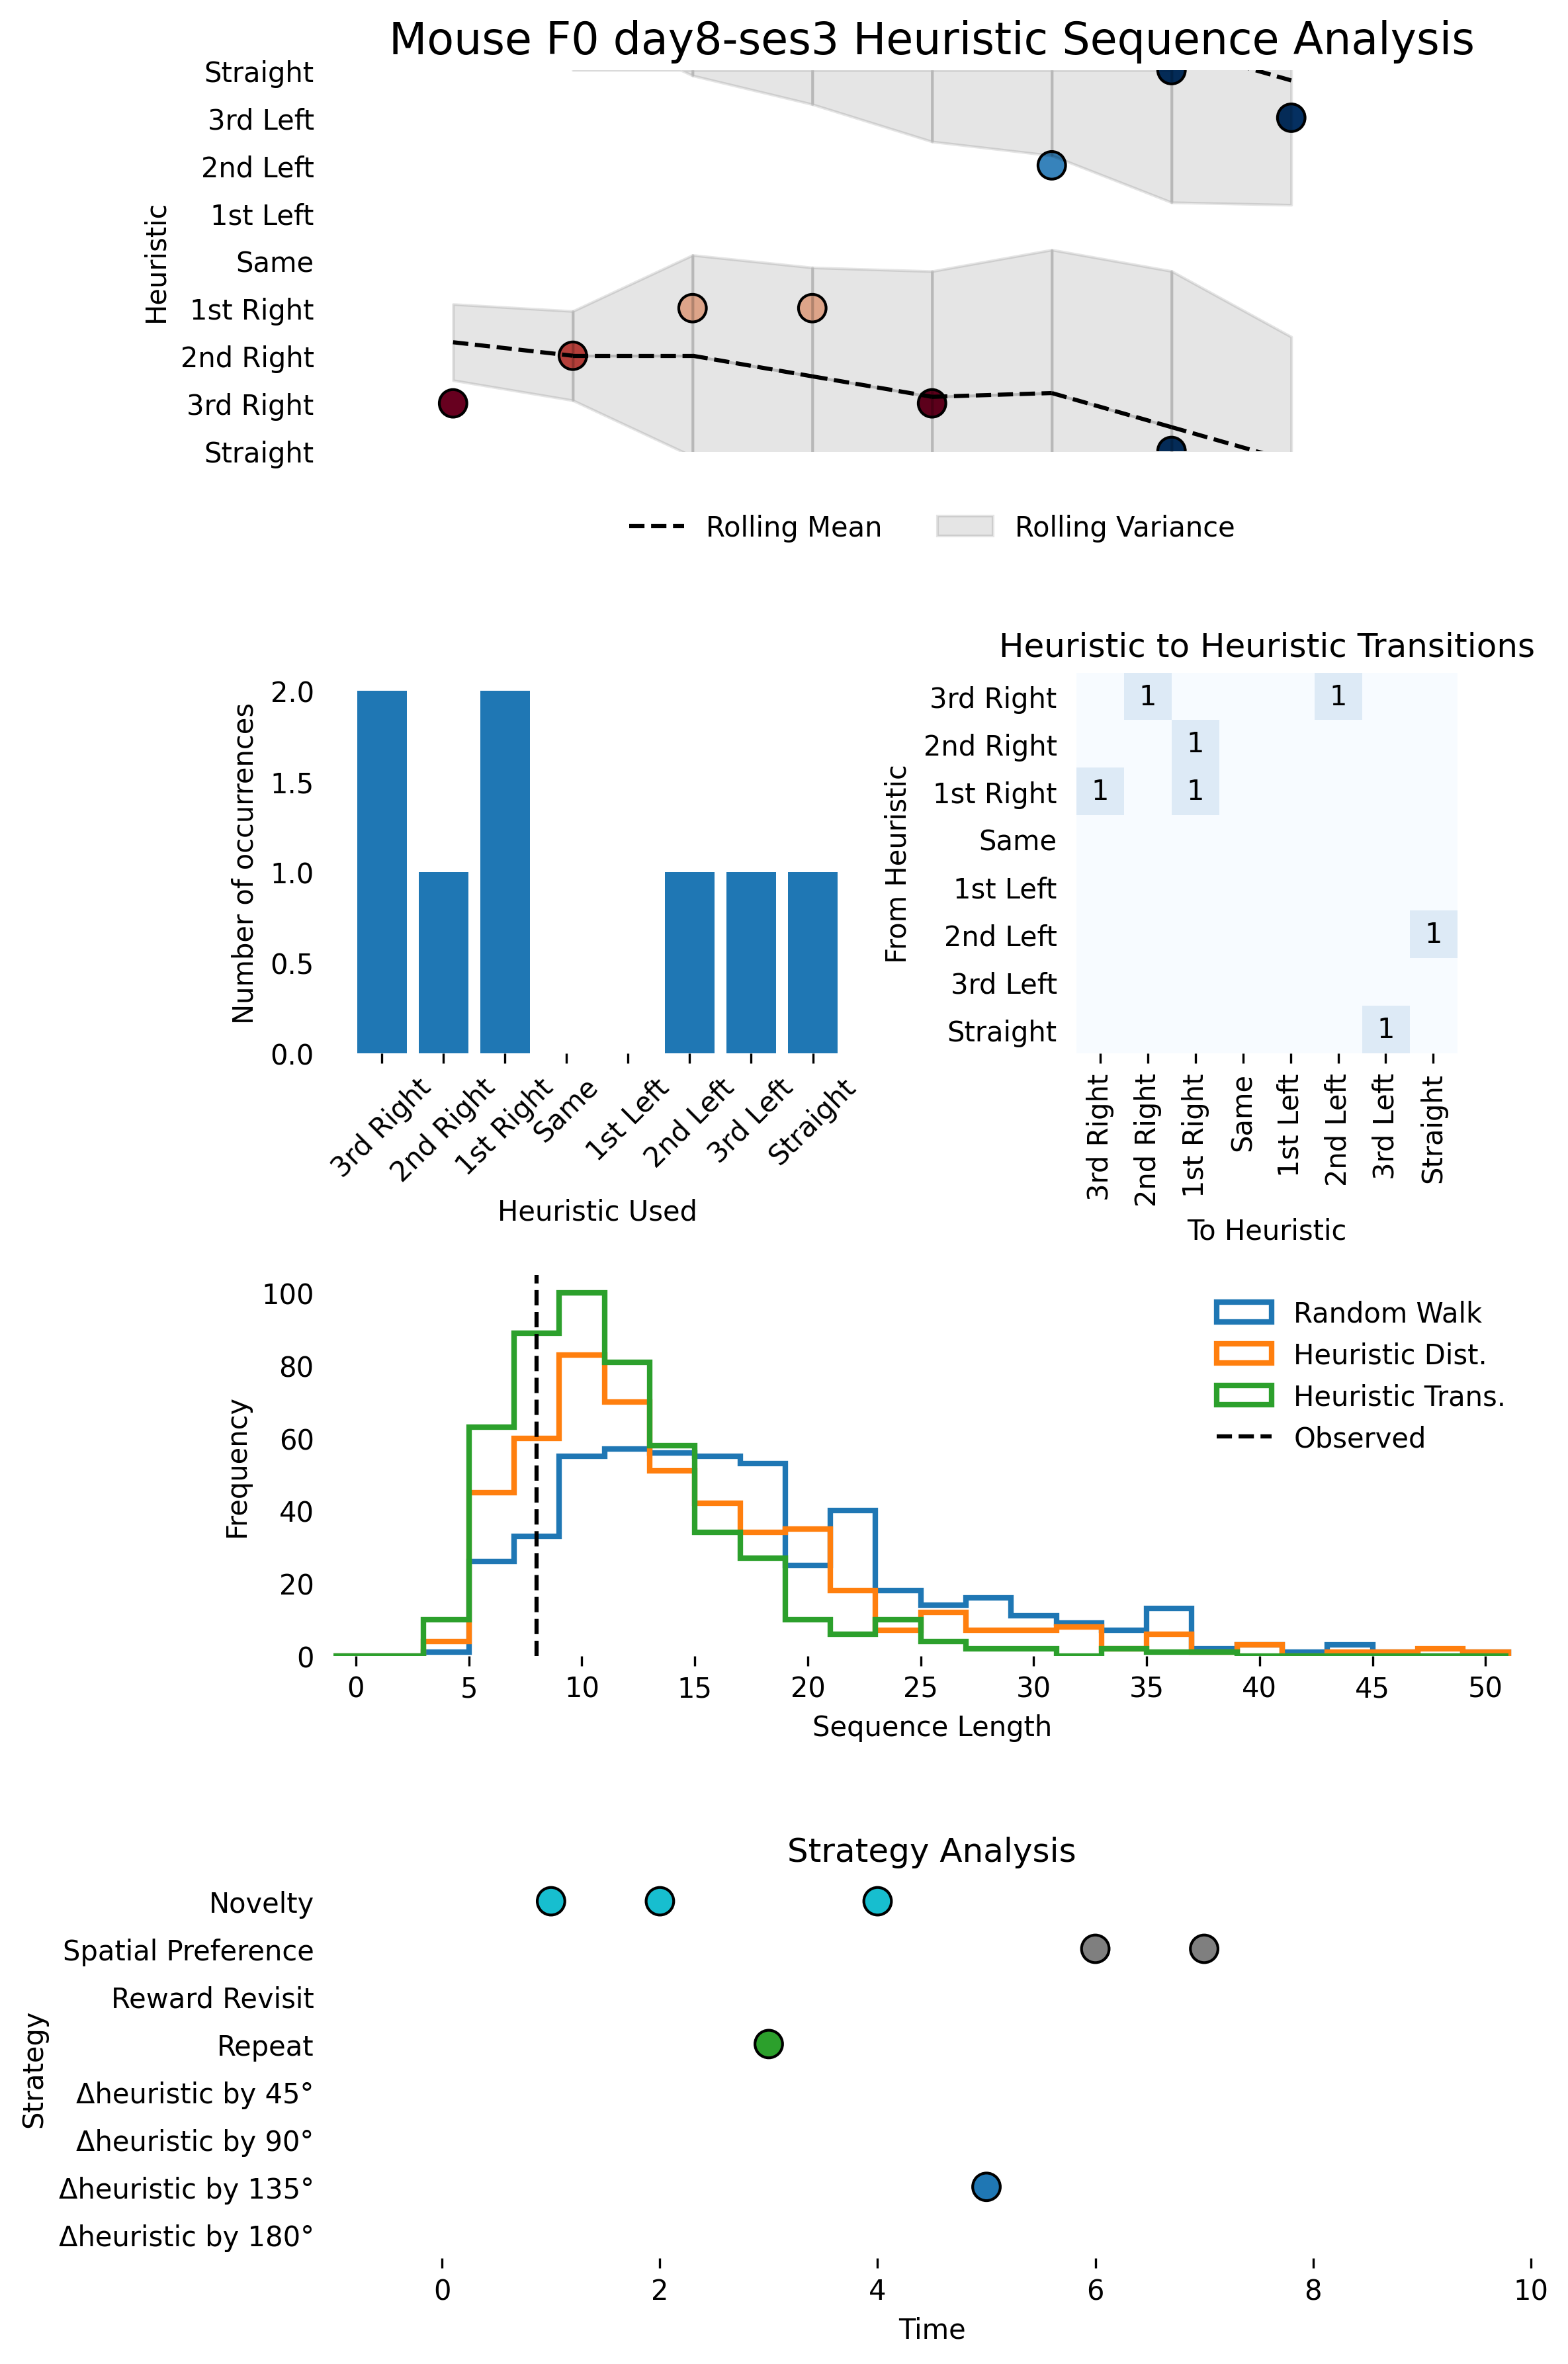 Mouse F0 day8-ses3 Heuristic Sequence Analysis
Straight
3rd Left
2nd Left
1st Left
Same
1st Right
2nd Right
3rd Right
Straight
Heuristic
Rolling Mean
Rolling Variance
2.0
1.5
1.0
0.5
0.0
Number of occurrences
3rd Right
2nd Right
1st Right
Same
1st Left
2nd Left
3rd Left
Straight
Heuristic Used
Heuristic to Heuristic Transitions
3rd Right
2nd Right
1st Right
Same
1st Left
2nd Left
3rd Left
Straight
From Heuristic
1 1
1
1 1
1
1
3rd Right
2nd Right
1st Right
Same
1st Left
2nd Left
3rd Left
Straight
To Heuristic
100
80
60
40
20
0
Frequency
Random Walk
Heuristic Dist.
Heuristic Trans.
Observed
0 5 10 15 20 25 30 35 40 45 50
Sequence Length
Strategy Analysis
Novelty
Spatial Preference
Reward Revisit
Repeat
Δheuristic by 45°
Δheuristic by 90°
Δheuristic by 135°
Δheuristic by 180°
Strategy
0 2 4 6 8 10
Time